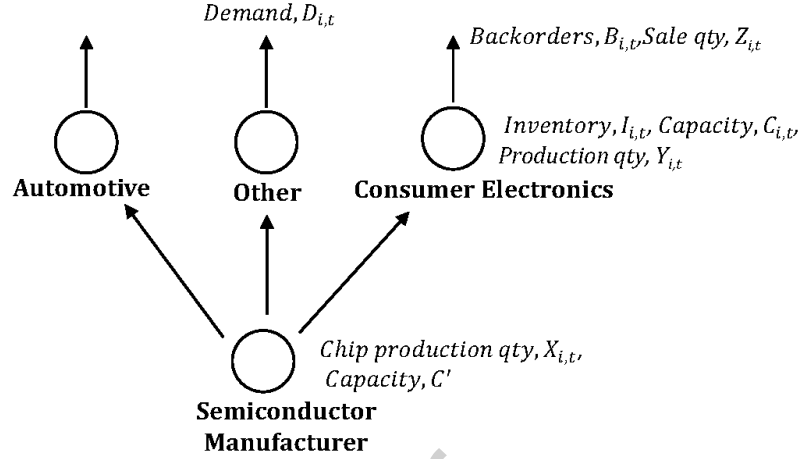 Demand, D_{i,t}
Backorders, B_{i,t},Sale qty, Z_{i,t}
Inventory, I_{i,t}, Capacity, C_{i,t},
Production qty, Y_{i,t}
Automotive
Other
Consumer Electronics
Chip production qty, X_{i,t},
Capacity, C'
Semiconductor
Manufacturer